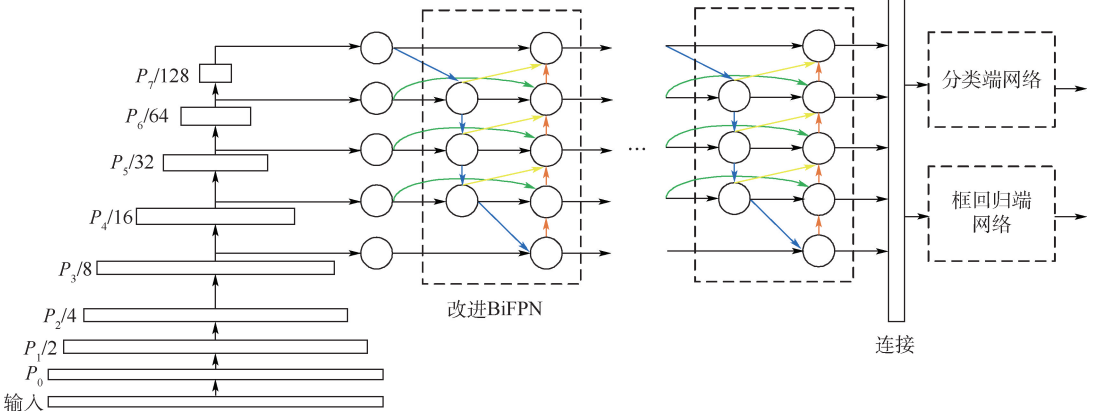 P7/128
P6/64
P5/32
P4/16
P3/8
P2/4
P1/2
P0
输入
改进BiFPN
...
连接
分类端网络
框回归端
网络